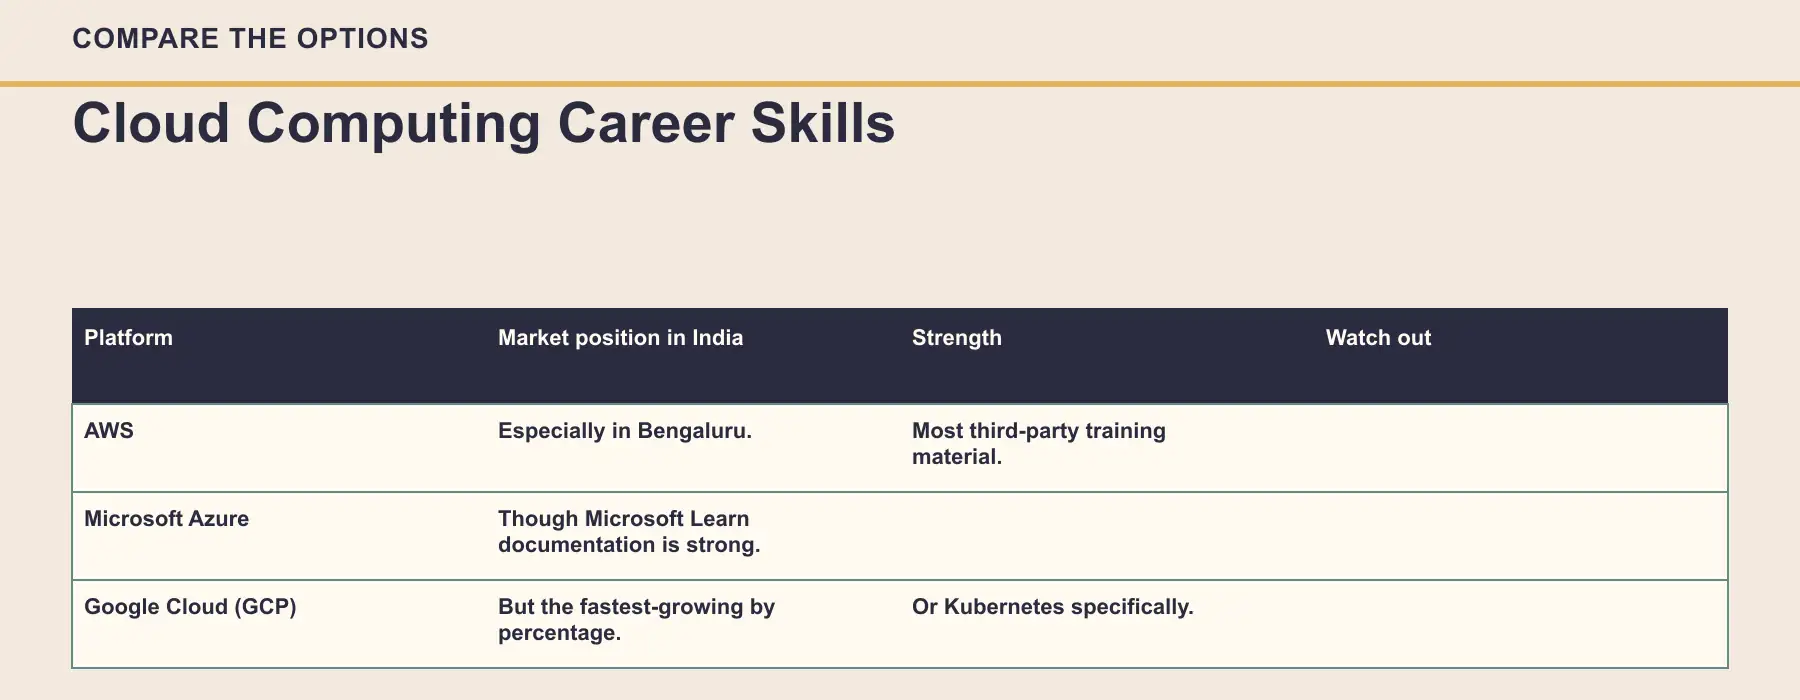 COMPARE THE OPTIONS
Cloud Computing Career Skills
Platform
Market position in India
Strength
Watch out
AWS
Especially in Bengaluru.
Most third-party training
material.
Microsoft Azure
Though Microsoft Learn
documentation is strong.
Google Cloud (GCP)
But the fastest-growing by
percentage.
Or Kubernetes specifically.